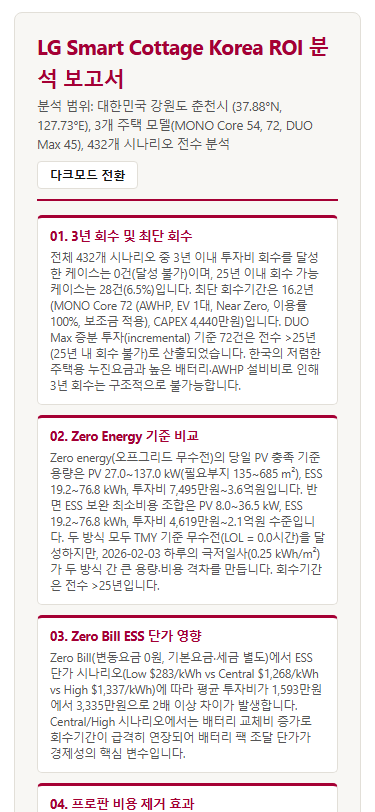 LG Smart Cottage Korea ROI 분
석 보고서
분석 범위: 대한민국 강원도 춘천시 (37.88°N,
127.73°E), 3개 주택 모델(MONO Core 54, 72, DUO
Max 45), 432개 시나리오 전수 분석
다크모드 전환
01. 3년 회수 및 최단 회수
전체 432개 시나리오 중 3년 이내 투자비 회수를 달성
한 케이스는 0건(달성 불가)이며, 25년 이내 회수 가능
케이스는 28건(6.5%)입니다. 최단 회수기간은 16.2년
(MONO Core 72 (AWHP, EV 1대, Near Zero, 이용률
100%, 보조금 적용), CAPEX 4,440만원)입니다. DUO
Max 증분 투자(incremental) 기준 72건은 전수 >25년
(25년 내 회수 불가)로 산출되었습니다. 한국의 저렴한
주택용 누진요금과 높은 배터리·AWHP 설비비로 인해
3년 회수는 구조적으로 불가능합니다.
02. Zero Energy 기준 비교
Zero energy(오프그리드 무수전)의 당일 PV 충족 기준
용량은 PV 27.0~137.0 kW(필요부지 135~685 m²), ESS
19.2~76.8 kWh, 투자비 7,495만원~3.6억원입니다. 반
면 ESS 보완 최소비용 조합은 PV 8.0~36.5 kW, ESS
19.2~76.8 kWh, 투자비 4,619만원~2.1억원 수준입니
다. 두 방식 모두 TMY 기준 무수전(LOL = 0.0시간)을 달
성하지만, 2026-02-03 하루의 극저일사(0.25 kWh/m²)
가 두 방식 간 큰 용량·비용 격차를 만듭니다. 회수기간
은 전수 >25년입니다.
03. Zero Bill ESS 단가 영향
Zero Bill(변동요금 0원, 기본요금·세금 별도)에서 ESS
단가 시나리오(Low $283/kWh vs Central $1,268/kWh
vs High $1,337/kWh)에 따라 평균 투자비가 1,593만원
에서 3,335만원으로 2배 이상 차이가 발생합니다.
Central/High 시나리오에서는 배터리 교체비 증가로
회수기간이 급격히 연장되어 배터리 팩 조달 단가가
경제성의 핵심 변수입니다.
04. 프로판 비용 제거 효과